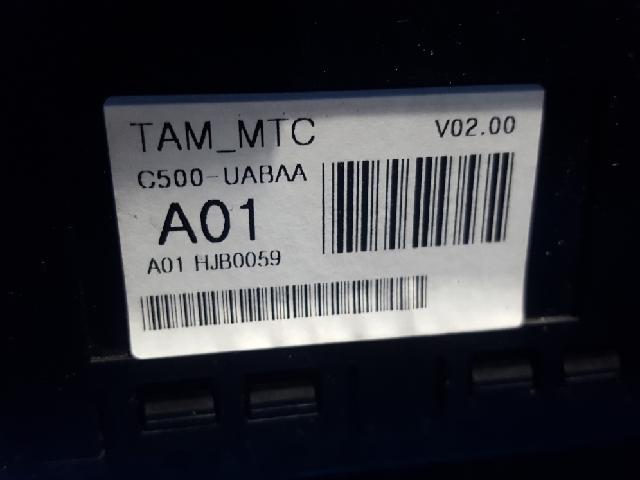 TAM_MTC
V02.00
C500-UABAA
A01
A01 HJB0059